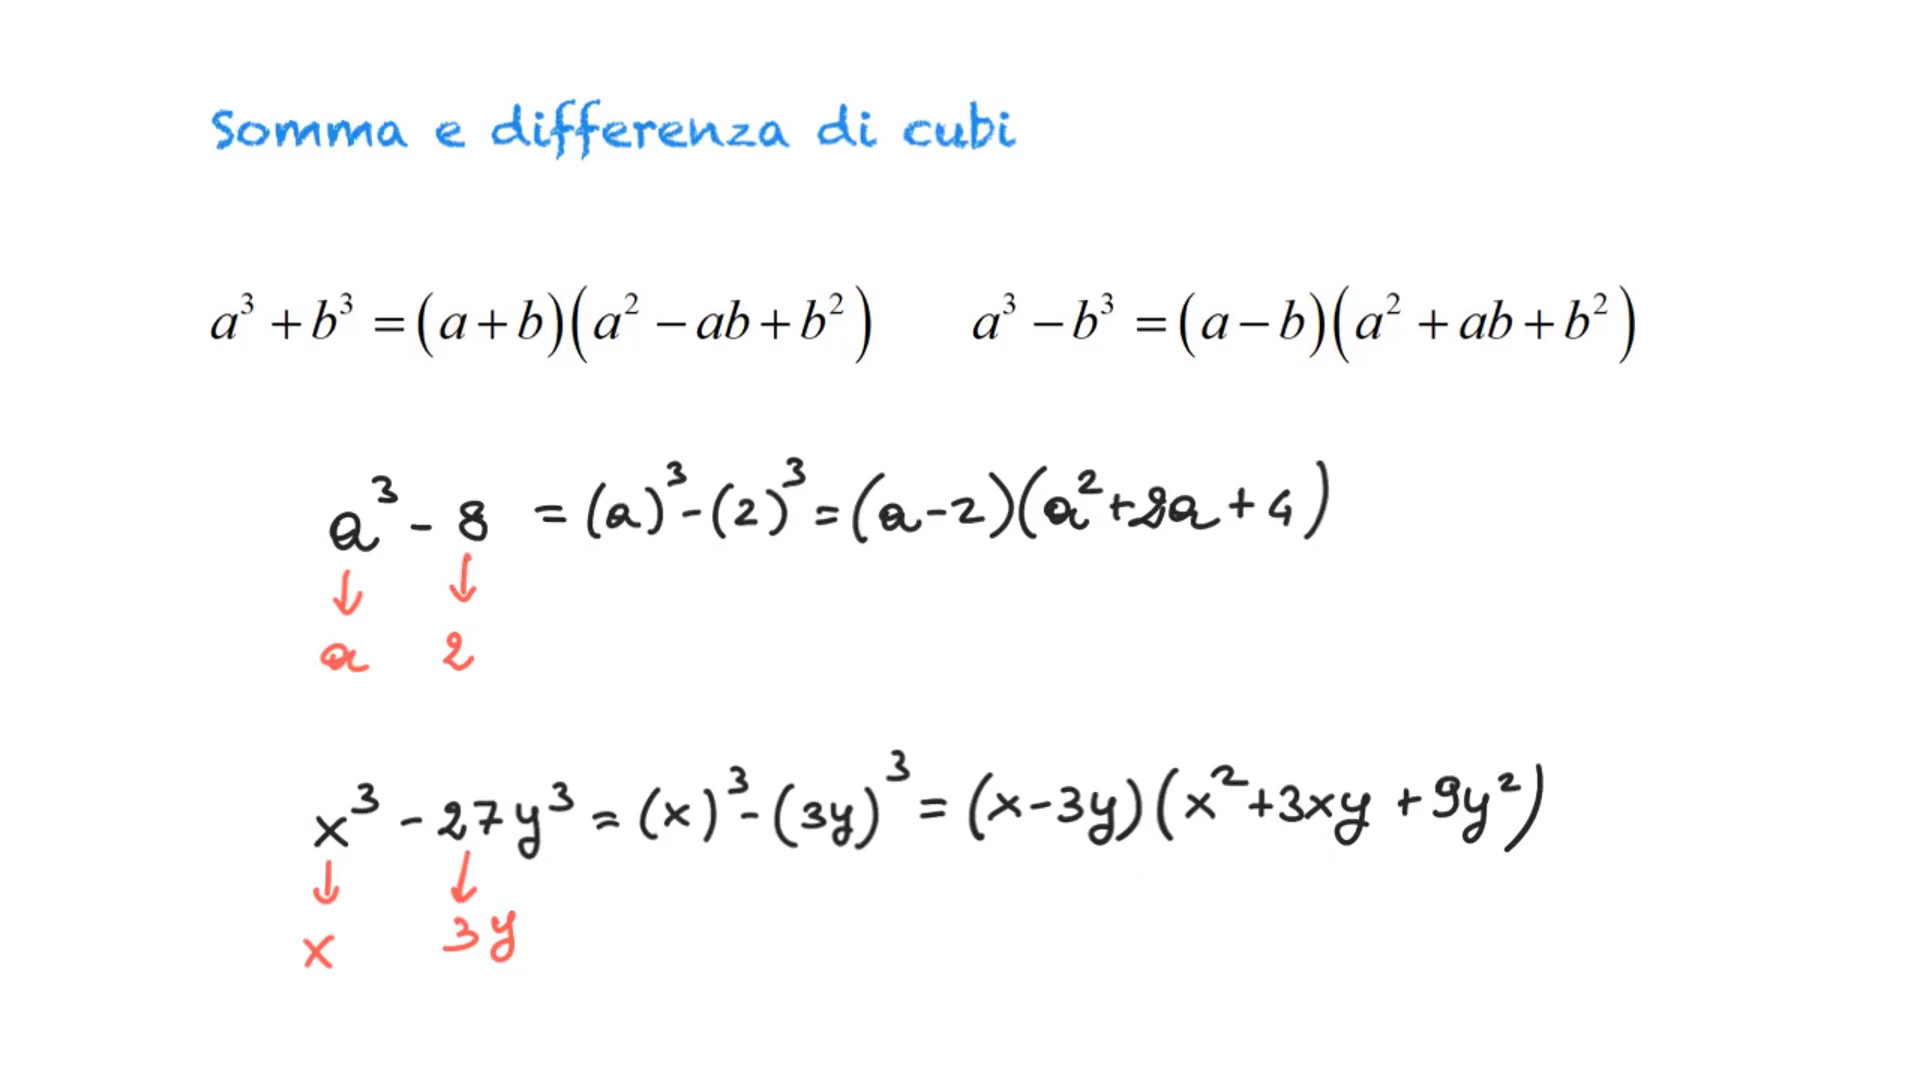 Somma e differenza di cubi
a³ + b³ = (a + b)(a² − ab + b²)   a³ − b³ = (a − b)(a² + ab + b²)
a³ - 8 = (a)³ - (2)³ = (a - 2)(a² + 2a + 4)
↓ ↓
a 2
x³ - 27y³ = (x)³ - (3y)³ = (x - 3y)(x² + 3xy + 9y²)
↓ ↓
x 3y